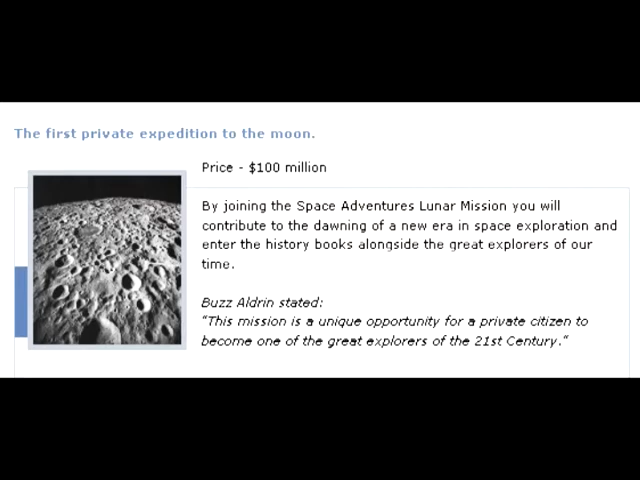 The first private expedition to the moon.
Price - $100 million
By joining the Space Adventures Lunar Mission you will
contribute to the dawning of a new era in space exploration and
enter the history books alongside the great explorers of our
time.
Buzz Aldrin stated:
“This mission is a unique opportunity for a private citizen to
become one of the great explorers of the 21st Century.“